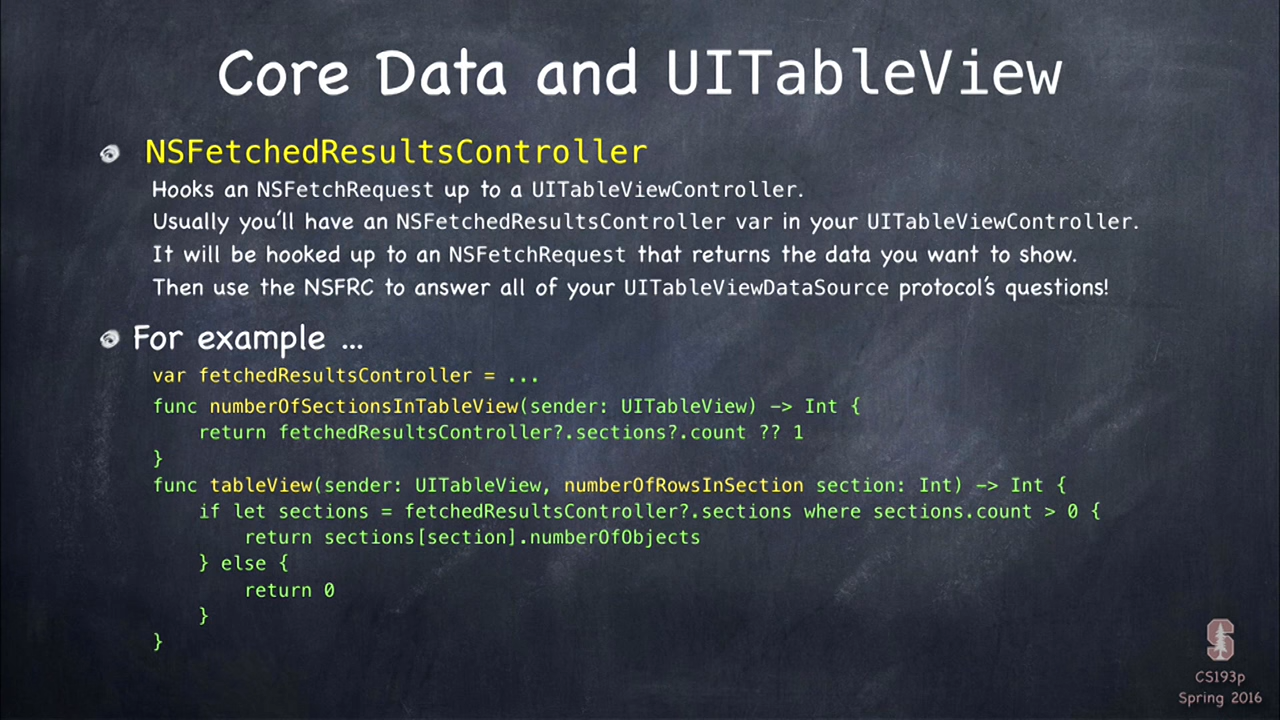 Core Data and UITableView
NSFetchedResultsController
Hooks an NSFetchRequest up to a UITableViewController.
Usually you'll have an NSFetchedResultsController var in your UITableViewController.
It will be hooked up to an NSFetchRequest that returns the data you want to show.
Then use the NSFRC to answer all of your UITableViewDataSource protocol's questions!
For example ...
var fetchedResultsController = ...
func numberOfSectionsInTableView(sender: UITableView) -> Int {
return fetchedResultsController?.sections?.count ?? 1
}
func tableView(sender: UITableView, numberOfRowsInSection section: Int) -> Int {
if let sections = fetchedResultsController?.sections where sections.count > 0 {
return sections[section].numberOfObjects
} else {
return 0
}
}
S
CS193p
Spring 2016